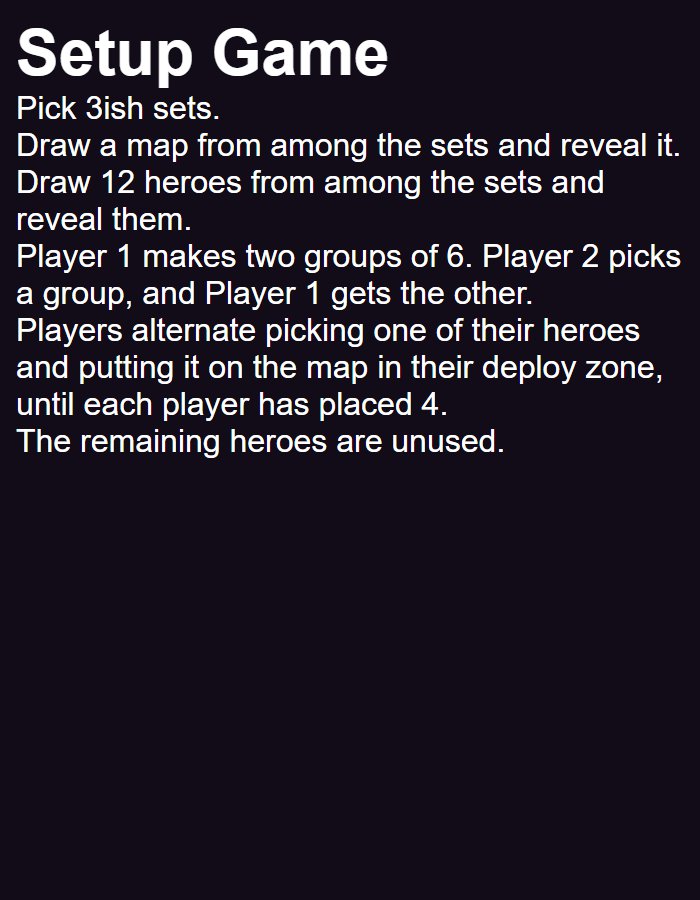 Setup Game
Pick 3ish sets.
Draw a map from among the sets and reveal it.
Draw 12 heroes from among the sets and
reveal them.
Player 1 makes two groups of 6. Player 2 picks
a group, and Player 1 gets the other.
Players alternate picking one of their heroes
and putting it on the map in their deploy zone,
until each player has placed 4.
The remaining heroes are unused.